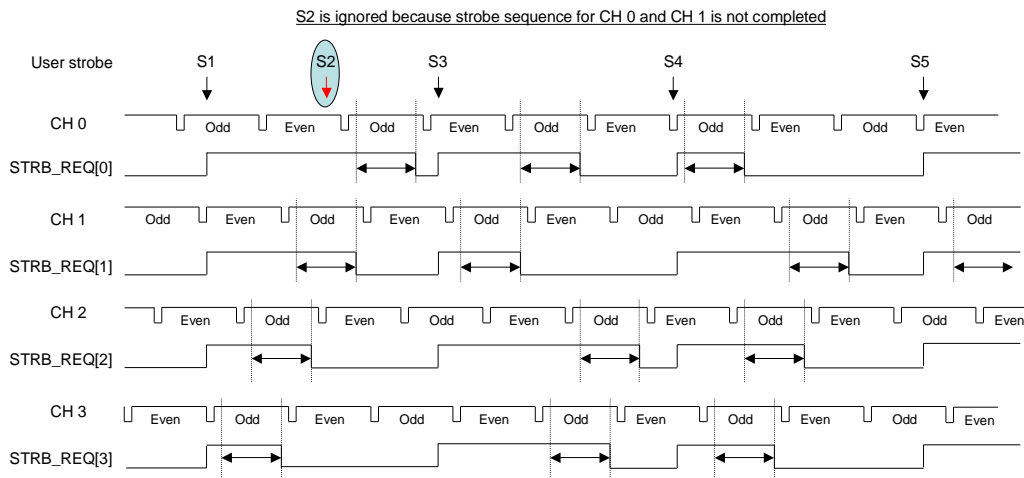 S2 is ignored because strobe sequence for CH 0 and CH 1 is not completed
User strobe S1 S2 S3 S4 S5
CH 0 Odd Even Odd Even Odd Even Odd Even Odd Even
STRB_REQ[0]
CH 1 Odd Even Odd Even Odd Even Odd Even Odd Even Odd
STRB_REQ[1]
CH 2 Even Odd Even Odd Even Odd Even Odd Even Odd Even
STRB_REQ[2]
CH 3 Even Odd Even Odd Even Odd Even Odd Even Odd Even
STRB_REQ[3]